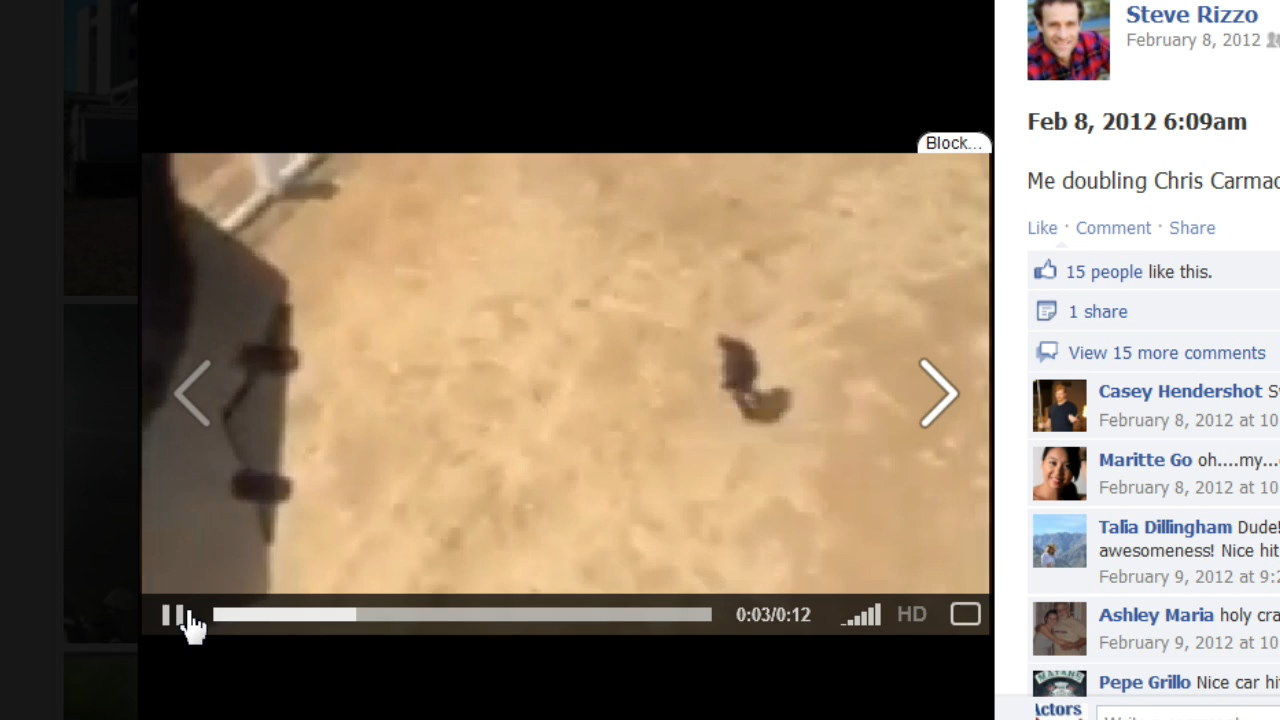 Steve Rizzo
February 8, 2012
Feb 8, 2012 6:09am
Block...
Me doubling Chris Carmac
Like · Comment · Share
15 people like this.
1 share
View 15 more comments
Casey Hendershot
February 8, 2012 at 10
Maritte Go oh....my...
February 8, 2012 at 10
Talia Dillingham Dude!
awesomeness! Nice hit
February 9, 2012 at 9:2
Ashley Maria holy cra
February 9, 2012 at 10
Pepe Grillo Nice car hi
0:03/0:12 HD
Actors